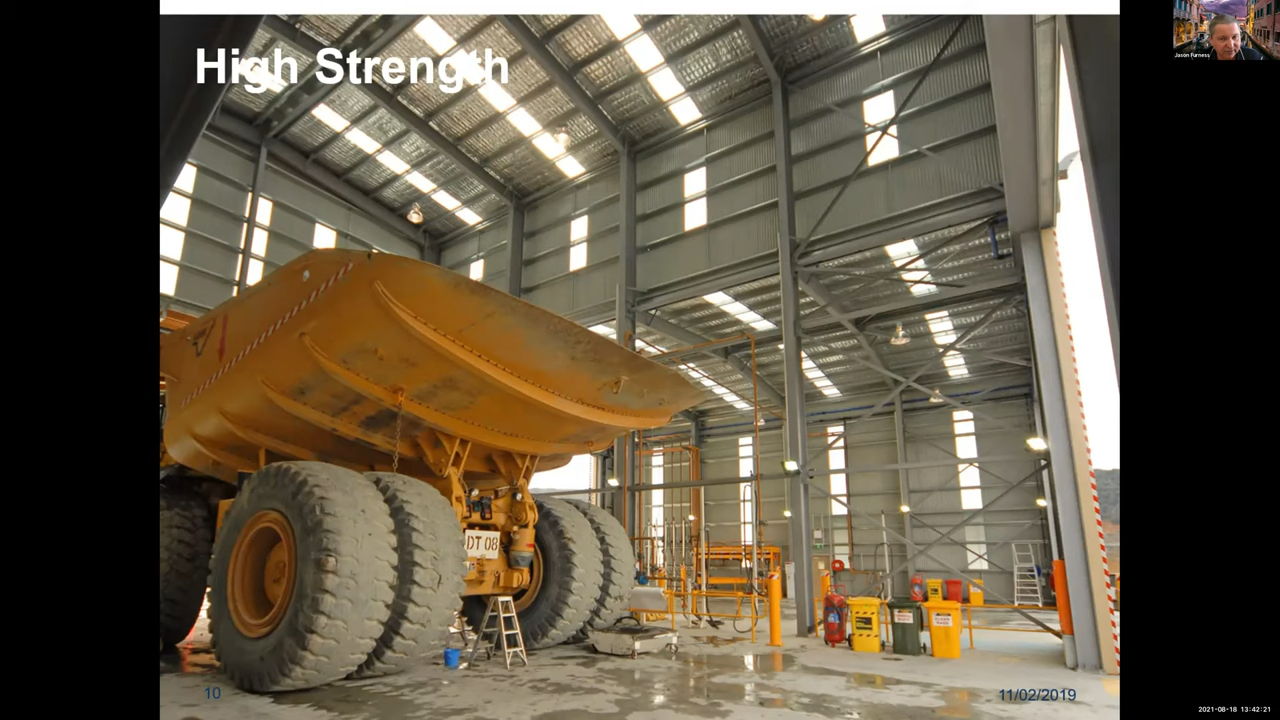 High Strength
Jason Furness
DT 08
10
11/02/2019
2021-08-18 13:42:21